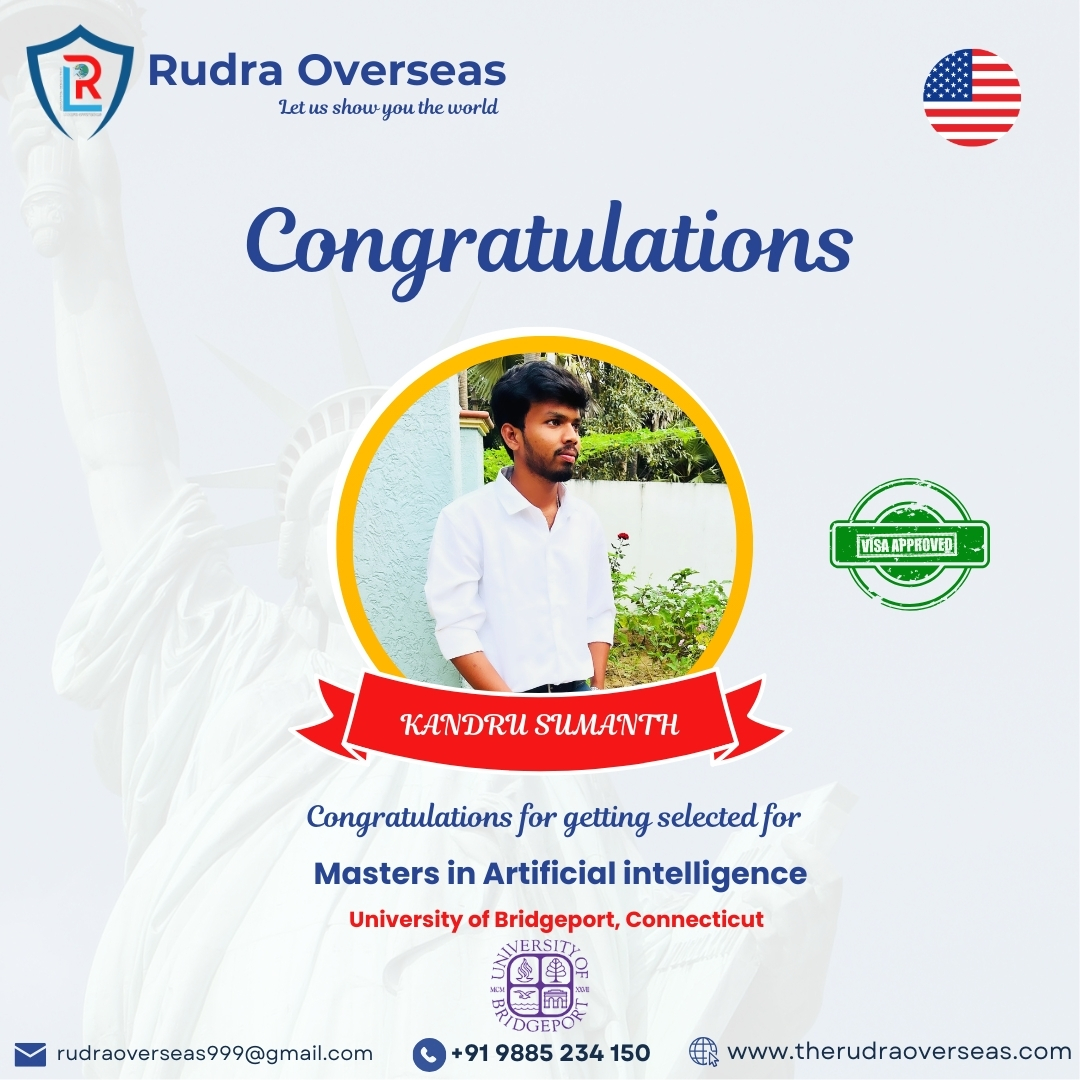 Rudra Overseas
Let us show you the world
Congratulations
VISA APPROVED
KANDRU SUMANTH
Congratulations for getting selected for
Masters in Artificial intelligence
University of Bridgeport, Connecticut
UNIVERSITY OF
MCM XXVII
BRIDGEPORT
rudraoverseas999@gmail.com
+91 9885 234 150
www.therudraoverseas.com